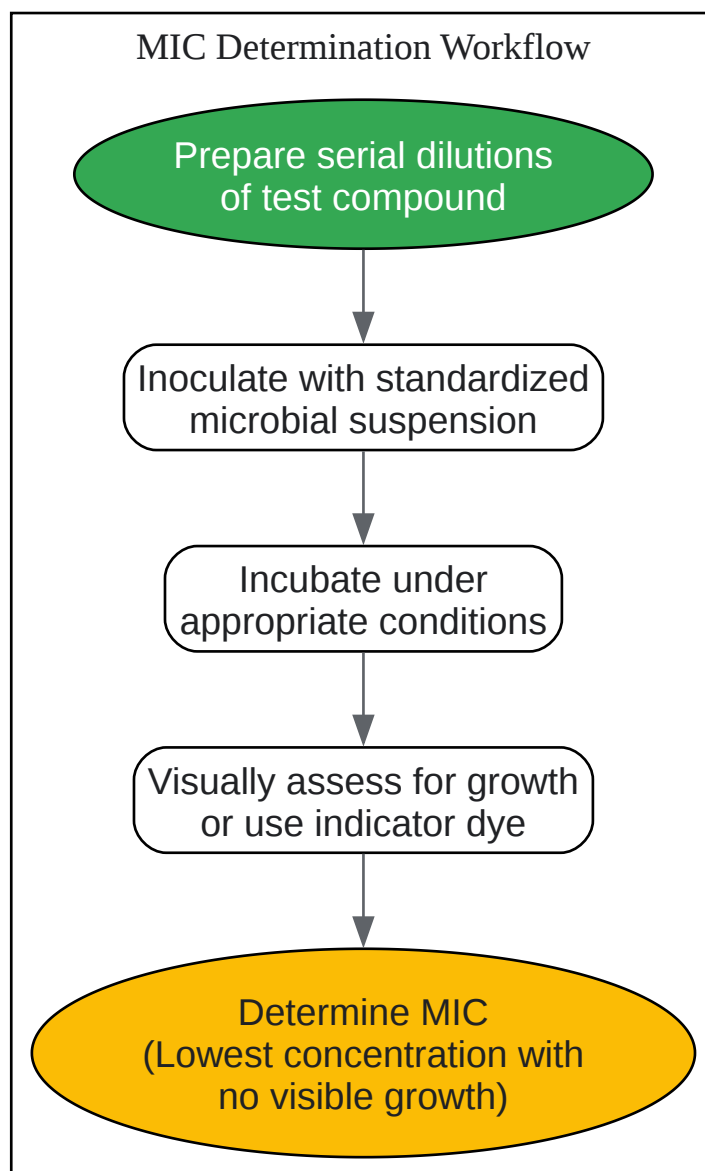 MIC Determination Workflow
Prepare serial dilutions
of test compound
Inoculate with standardized
microbial suspension
Incubate under
appropriate conditions
Visually assess for growth
or use indicator dye
Determine MIC
(Lowest concentration with
no visible growth)